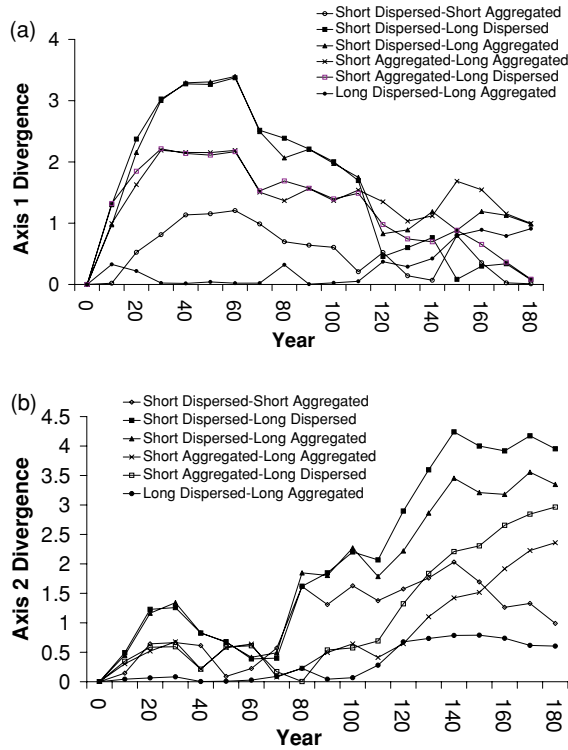 (a)
Short Dispersed-Short Aggregated
Short Dispersed-Long Dispersed
Short Dispersed-Long Aggregated
Short Aggregated-Long Aggregated
Short Aggregated-Long Dispersed
Long Dispersed-Long Aggregated
Axis 1 Divergence
4
3
2
1
0
0 20 40 60 80 100 120 140 160 180
Year
(b)
Short Dispersed-Short Aggregated
Short Dispersed-Long Dispersed
Short Dispersed-Long Aggregated
Short Aggregated-Long Aggregated
Short Aggregated-Long Dispersed
Long Dispersed-Long Aggregated
Axis 2 Divergence
4.5
4
3.5
3
2.5
2
1.5
1
0.5
0
0 20 40 60 80 100 120 140 160 180
Year